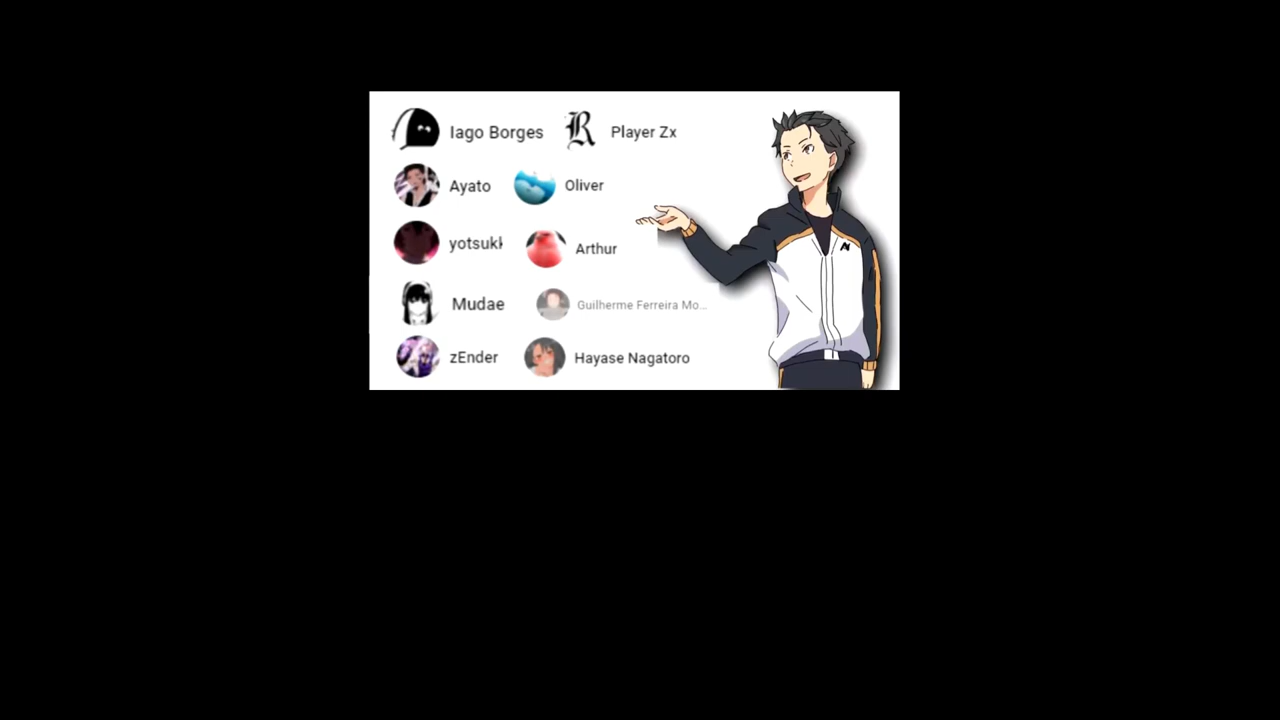 Iago Borges Player Zx
Ayato Oliver
yotsukk Arthur
Mudae Guilherme Ferreira Mo...
zEnder Hayase Nagatoro